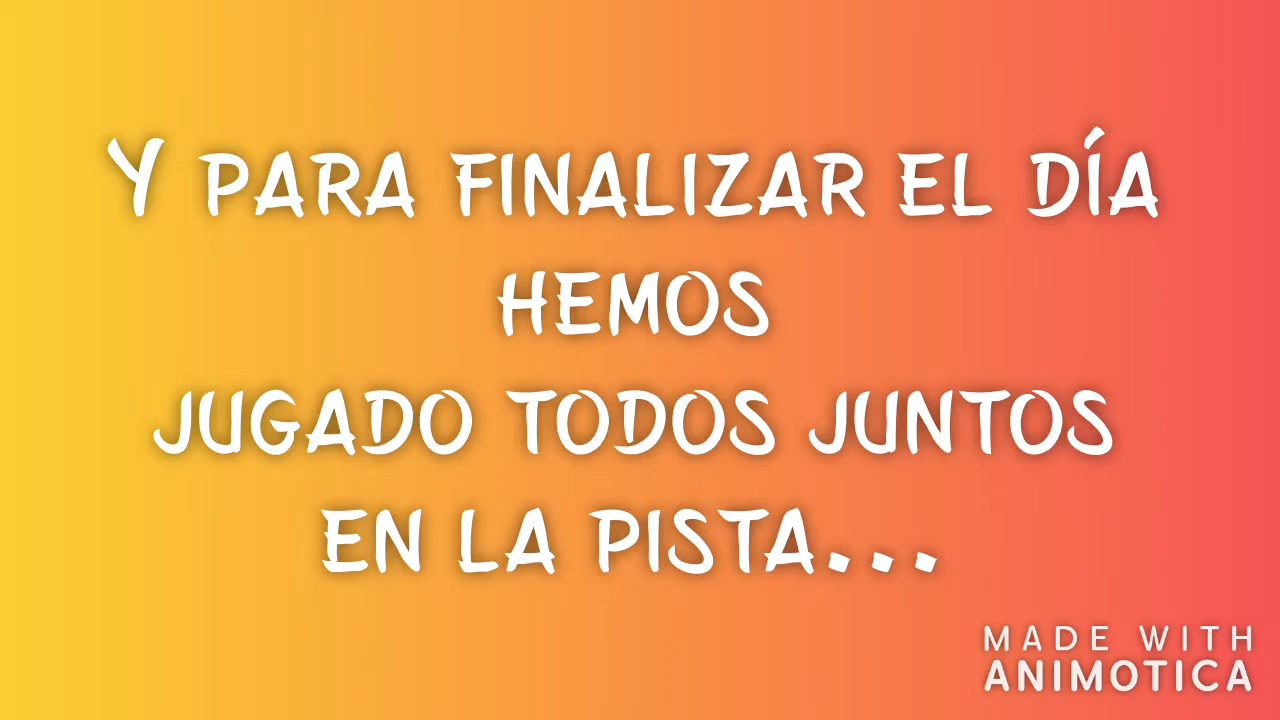 Y PARA FINALIZAR EL DÍA
HEMOS
JUGADO TODOS JUNTOS
EN LA PISTA...
MADE WITH
ANIMOTICA